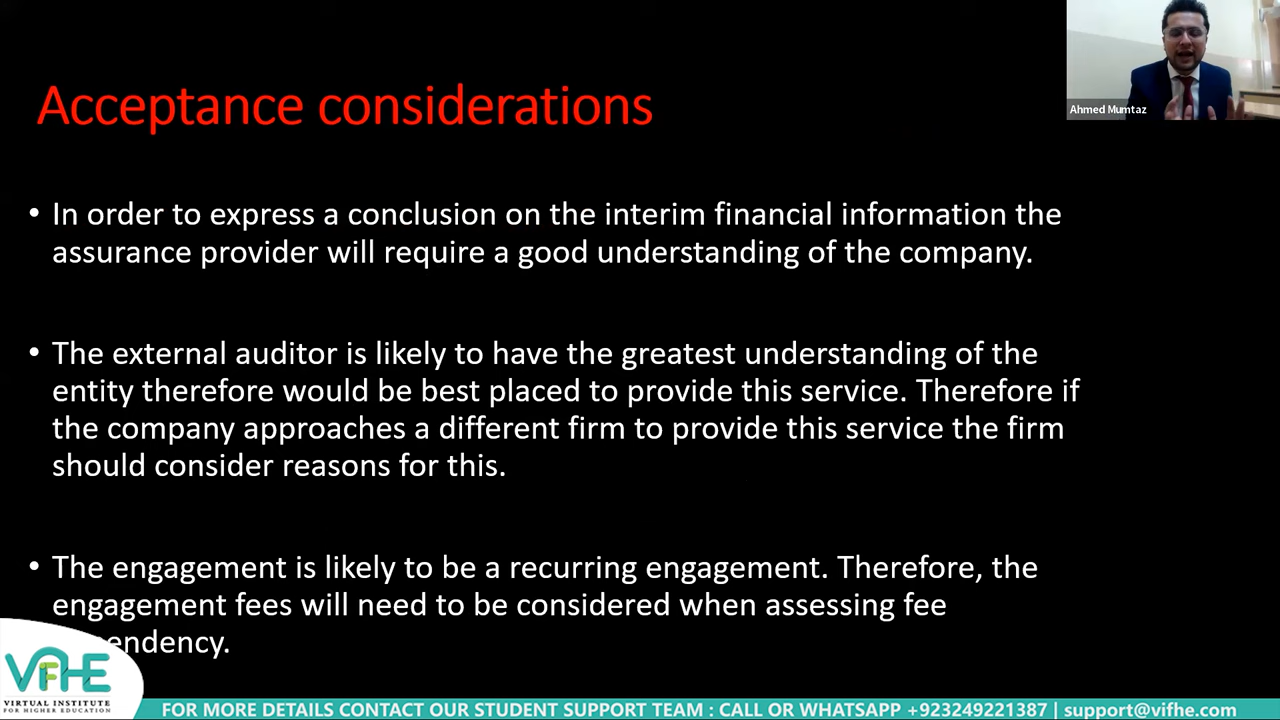 Acceptance considerations
Ahmed Mumtaz
• In order to express a conclusion on the interim financial information the
assurance provider will require a good understanding of the company.
• The external auditor is likely to have the greatest understanding of the
entity therefore would be best placed to provide this service. Therefore if
the company approaches a different firm to provide this service the firm
should consider reasons for this.
• The engagement is likely to be a recurring engagement. Therefore, the
engagement fees will need to be considered when assessing fee
endency.
VIFHE
VIRTUAL INSTITUTE
FOR HIGHER EDUCATION
FOR MORE DETAILS CONTACT OUR STUDENT SUPPORT TEAM : CALL OR WHATSAPP +923249221387 | support@vifhe.com